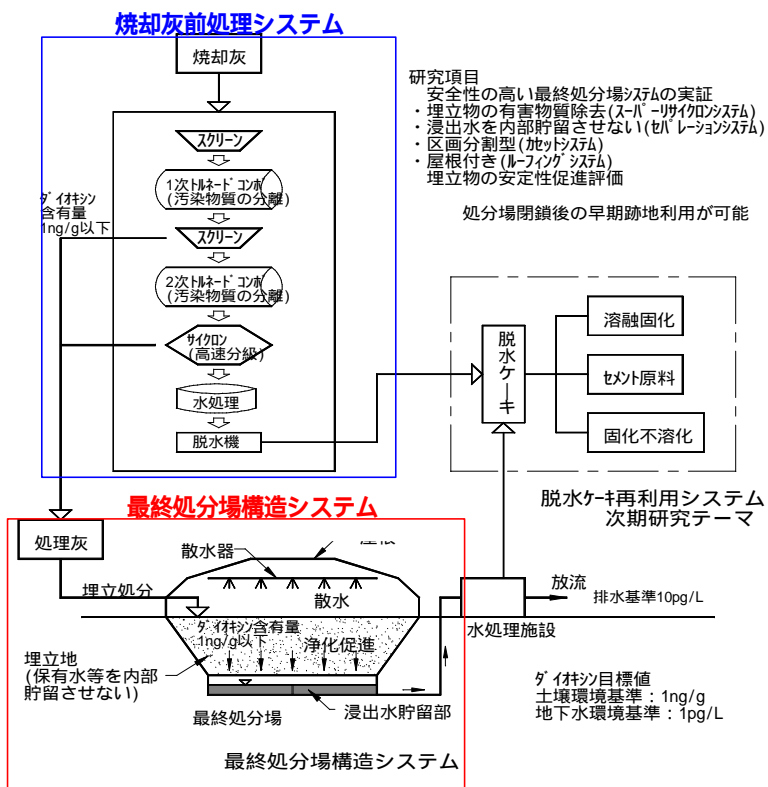 焼却灰前処理システム
焼却灰
スクリーン
1次ﾄﾙﾈｰﾄﾞｺﾝﾎﾞ
(汚染物質の分離)
スクリーン
2次ﾄﾙﾈｰﾄﾞｺﾝﾎﾞ
(汚染物質の分離)
サイクロン
(高速分級)
水処理
脱水機
ﾀﾞｲｵｷｼﾝ
含有量
1ng/g以下
研究項目
安全性の高い最終処分場ｼｽﾃﾑの実証
・埋立物の有害物質除去(ｽｰﾊﾟｰﾘｻｲｸﾛﾝｼｽﾃﾑ)
・浸出水を内部貯留させない(ｾﾊﾟﾚｰｼｮﾝｼｽﾃﾑ)
・区画分割型(ｶｾｯﾄｼｽﾃﾑ)
・屋根付き(ﾙｰﾌｨﾝｸﾞｼｽﾃﾑ)
埋立物の安定性促進評価
処分場閉鎖後の早期跡地利用が可能
脱水ケーキ
溶融固化
ｾﾒﾝﾄ原料
固化不溶化
脱水ｹｰｷ再利用システム
次期研究テーマ
最終処分場構造システム
処理灰
埋立処分
散水器
散水
ﾀﾞｲｵｷｼﾝ含有量
1ng/g以下
浄化促進
埋立地
(保有水等を内部
貯留させない)
最終処分場
浸出水貯留部
最終処分場構造システム
水処理施設
放流
排水基準10pg/L
ﾀﾞｲｵｷｼﾝ目標値
土壌環境基準：1ng/g
地下水環境基準：1pg/L